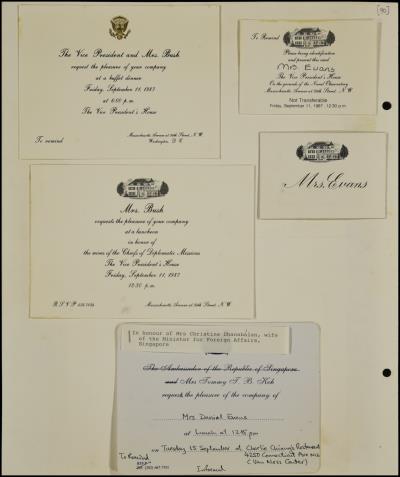 [90]
The Vice President and Mrs. Bush
request the pleasure of your company
at a buffet dinner
Friday, September 11, 1987
at 6:00 p.m.
The Vice President's House
To remind
Massachusetts Avenue at 34th Street, N.W.
Washington, D.C.
To Remind
Please bring identification
and present this card
Mrs. Evans
The Vice President's House
On the grounds of the Naval Observatory
Massachusetts Avenue at 34th Street, N.W.
Not Transferable
Friday, September 11, 1987, 12:30 p.m.
Mrs. Evans
Mrs. Bush
requests the pleasure of your company
at a luncheon
in honor of
the wives of the Chiefs of Diplomatic Missions
The Vice President's House
Friday, September 11, 1987
12:30 p.m.
R.S.V.P.
Massachusetts Avenue at 34th Street, N.W.
In honour of Mrs Christine Dhanabalan, wife
of the Minister for Foreign Affairs,
Singapore
The Ambassador of the Republic of Singapore
and Mrs Tommy T. B. Koh
request the pleasure of the company of
Mrs Daniel Evans
at Lunch at 12:15 pm
on Tuesday 15 September at Charlie Chiang's Restaurant
4250 Connecticut Ave NW
(Van Ness Center)
To Remind
R.S.V.P.
Informal